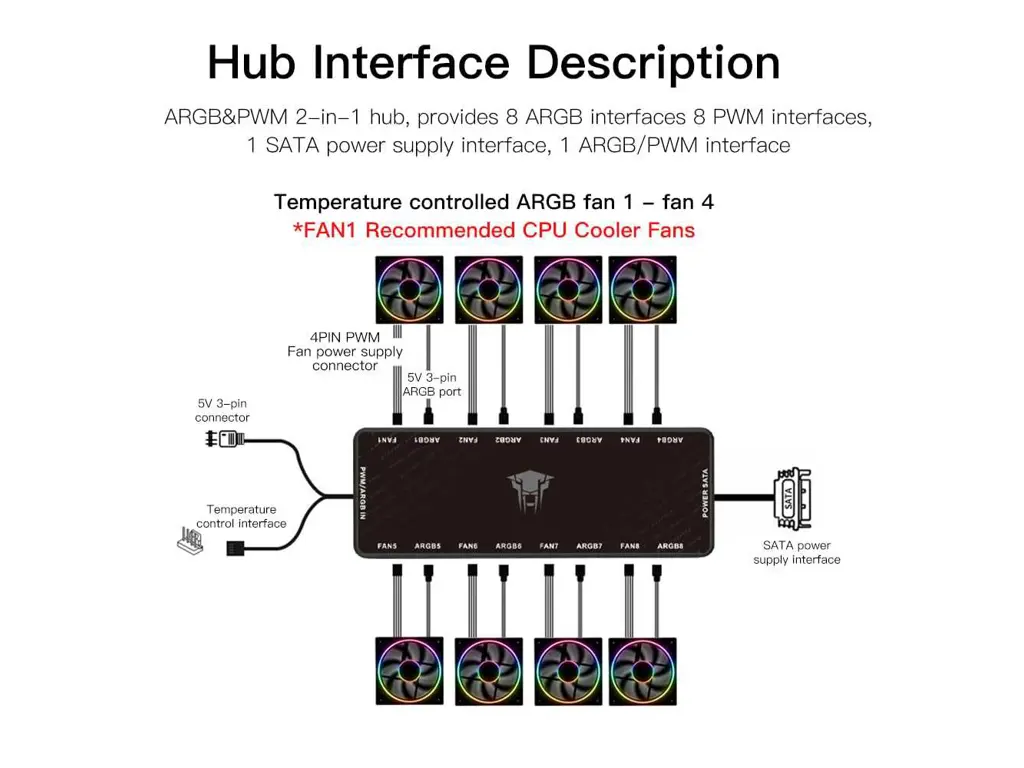 Hub Interface Description
ARGB&PWM 2-in-1 hub, provides 8 ARGB interfaces 8 PWM interfaces,
1 SATA power supply interface, 1 ARGB/PWM interface
Temperature controlled ARGB fan 1 - fan 4
*FAN1 Recommended CPU Cooler Fans
4PIN PWM
Fan power supply
connector
5V 3-pin
ARGB port
5V 3-pin
connector
FAN1 ARGB1 FAN2 ARGB2 FAN3 ARGB3 FAN4 ARGB4
PWM/ARGB IN
POWER SATA
SATA
Temperature
control interface
FAN5 ARGB5 FAN6 ARGB6 FAN7 ARGB7 FAN8 ARGB8
SATA power
supply interface